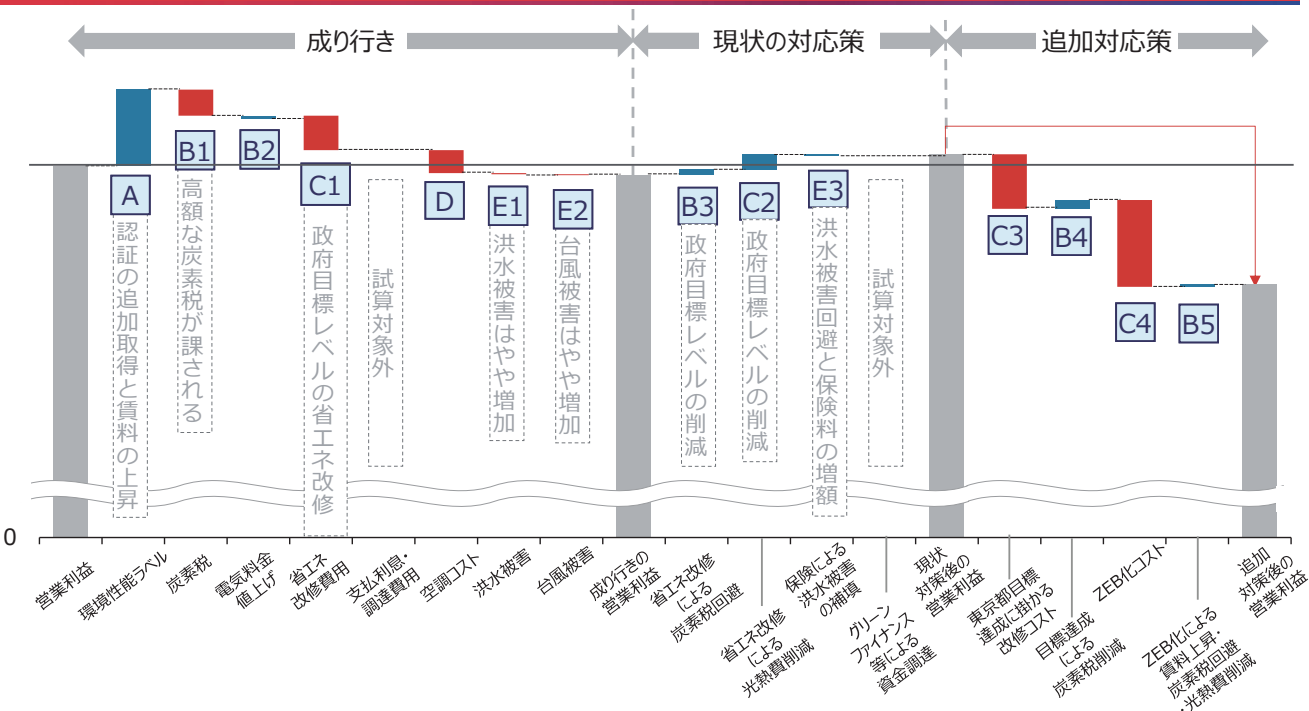 成り行き
現状の対応策
追加対応策
A
認証の追加取得と賃料の上昇
B1
高額な炭素税が課される
B2
C1
政府目標レベルの省エネ改修
試算対象外
D
E1
洪水被害はやや増加
E2
台風被害はやや増加
B3
政府目標レベルの削減
C2
政府目標レベルの削減
E3
洪水被害回避と保険料の増額
試算対象外
C3
B4
C4
B5
0
営業利益
環境性能ラベル
炭素税
電気料金
値上げ
省エネ
改修費用
支払利息・
調達費用
空調コスト
洪水被害
台風被害
成り行きの
営業利益
省エネ改修
による
炭素税回避
省エネ改修
による
光熱費削減
保険による
洪水被害
の補填
グリーン
ファイナンス
等による
資金調達
現状
対策後の
営業利益
東京都目標
達成に掛かる
改修コスト
目標達成
による
炭素税削減
ZEB化コスト
ZEB化による
賃料上昇・
炭素税回避
・光熱費削減
追加
対策後の
営業利益